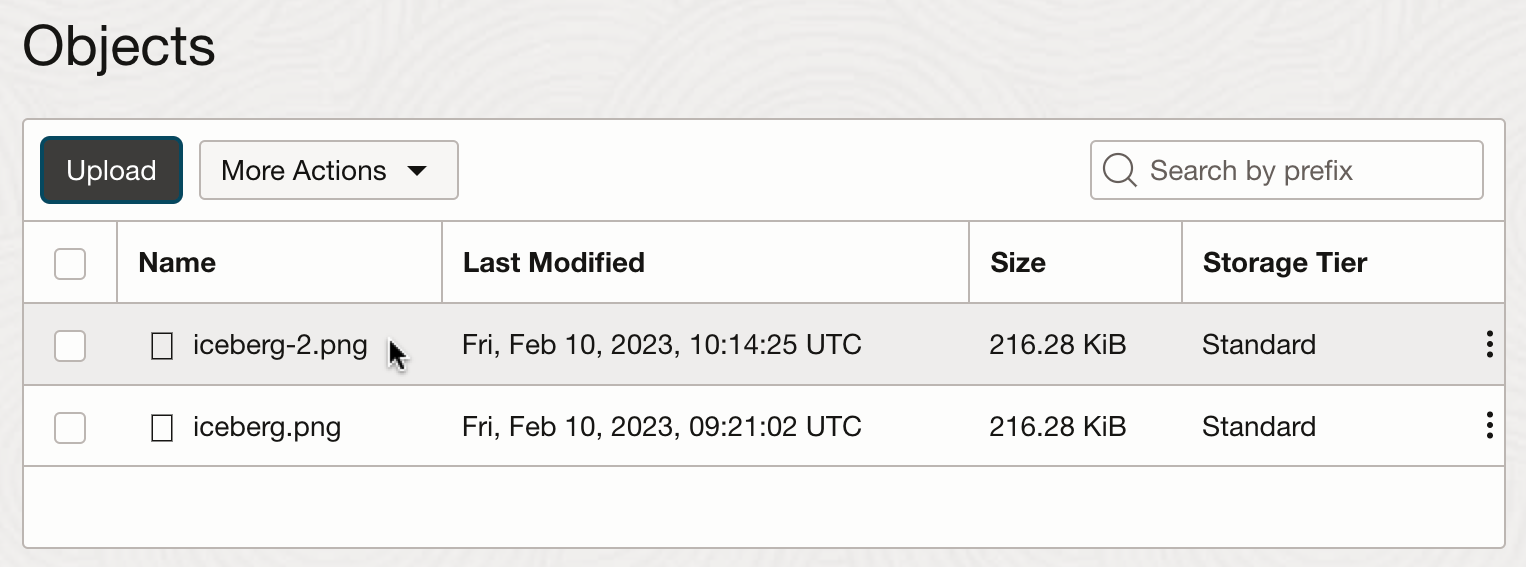 Objects
Upload More Actions Search by prefix
Name Last Modified Size Storage Tier
iceberg-2.png Fri, Feb 10, 2023, 10:14:25 UTC 216.28 KiB Standard
iceberg.png Fri, Feb 10, 2023, 09:21:02 UTC 216.28 KiB Standard